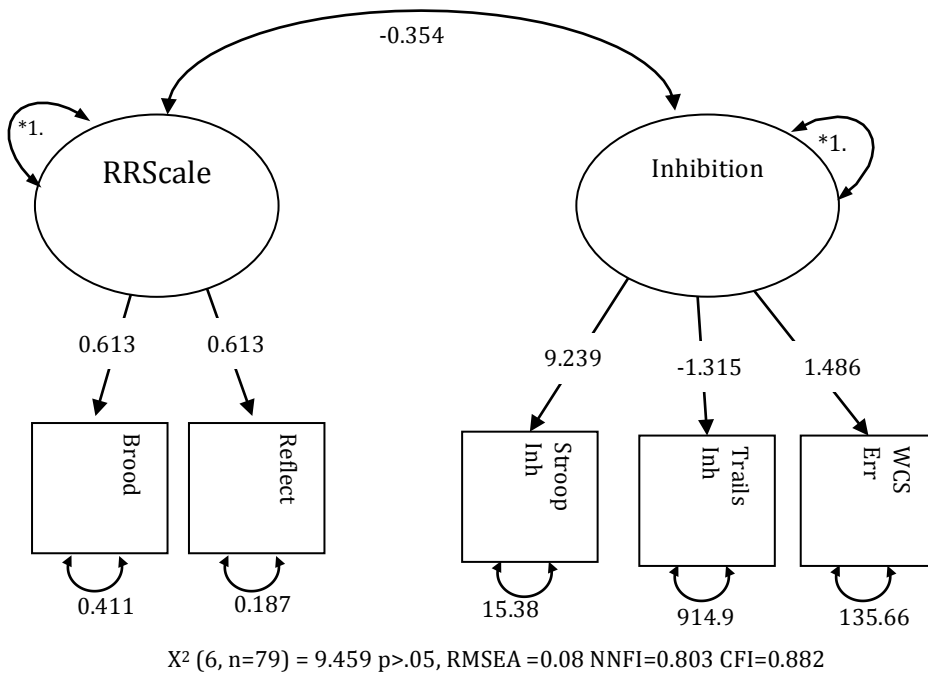 -0.354
*1.
RRScale
Inhibition
*1.
0.613
0.613
9.239
-1.315
1.486
Brood
Reflect
Stroop
Inh
Trails
Inh
WCS
Err
0.411
0.187
15.38
914.9
135.66
X² (6, n=79) = 9.459 p>.05, RMSEA =0.08 NNFI=0.803 CFI=0.882